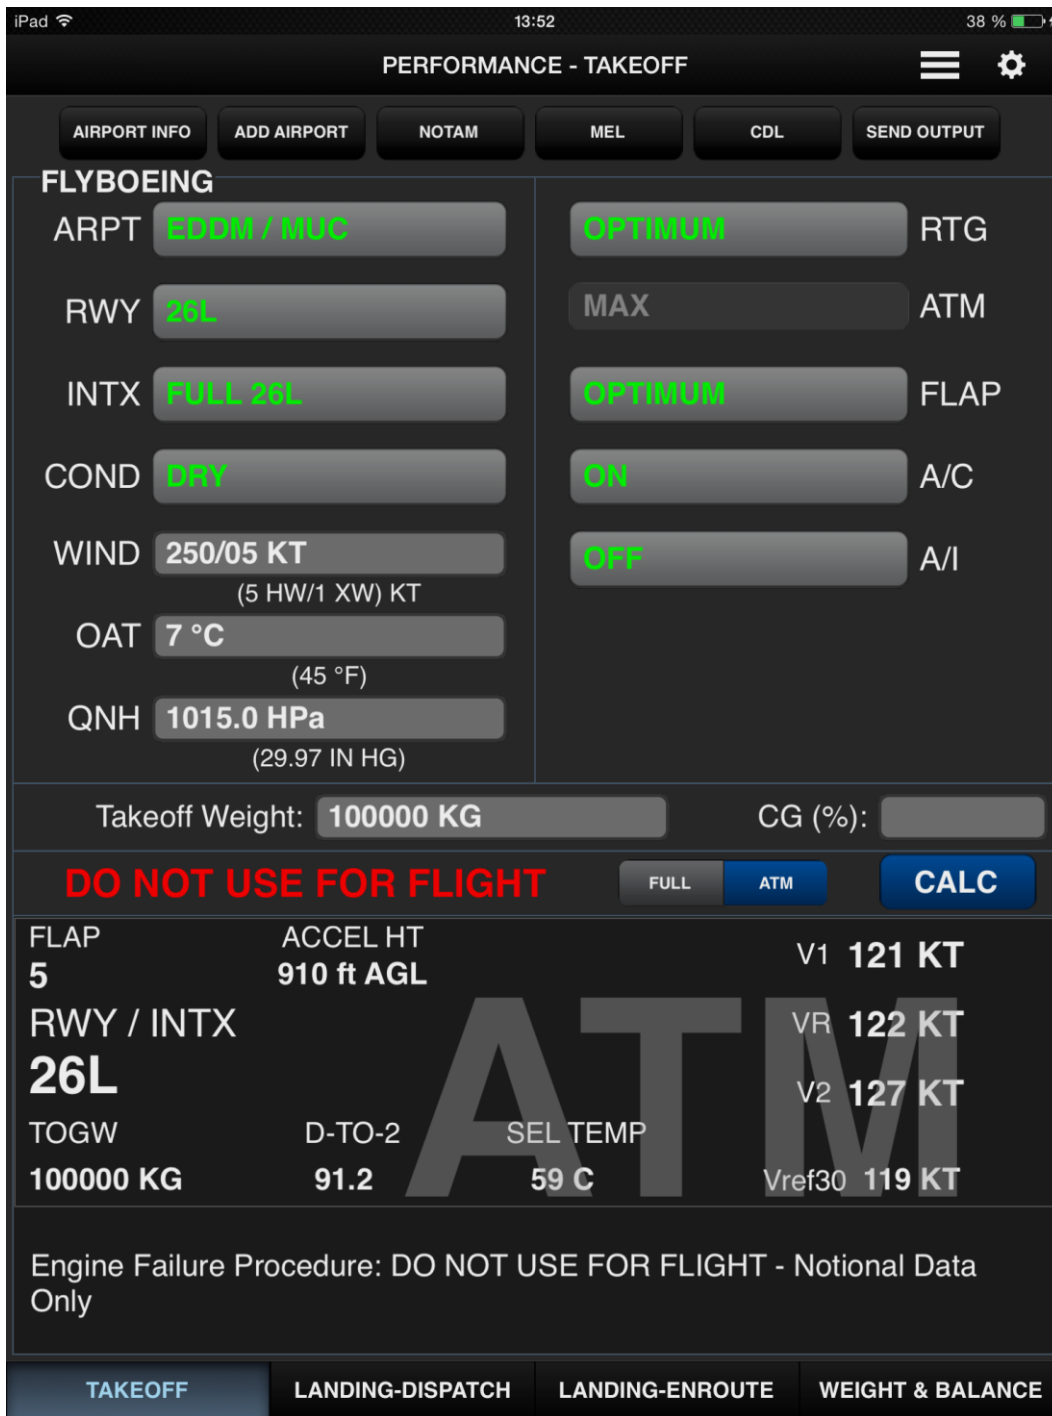 iPad 13:52 38 %
PERFORMANCE - TAKEOFF
AIRPORT INFO ADD AIRPORT NOTAM MEL CDL SEND OUTPUT
FLYBOEING
ARPT EDDM / MUC OPTIMUM RTG
RWY 26L MAX ATM
INTX FULL 26L OPTIMUM FLAP
COND DRY ON A/C
WIND 250/05 KT OFF A/I
(5 HW/1 XW) KT
OAT 7 °C
(45 °F)
QNH 1015.0 HPa
(29.97 IN HG)
Takeoff Weight: 100000 KG CG (%):
DO NOT USE FOR FLIGHT FULL ATM CALC
FLAP ACCEL HT V1 121 KT
5 910 ft AGL
RWY / INTX VR 122 KT
26L V2 127 KT
ATM
TOGW D-TO-2 SEL TEMP
100000 KG 91.2 59 C Vref30 119 KT
Engine Failure Procedure: DO NOT USE FOR FLIGHT - Notional Data
Only
TAKEOFF LANDING-DISPATCH LANDING-ENROUTE WEIGHT & BALANCE